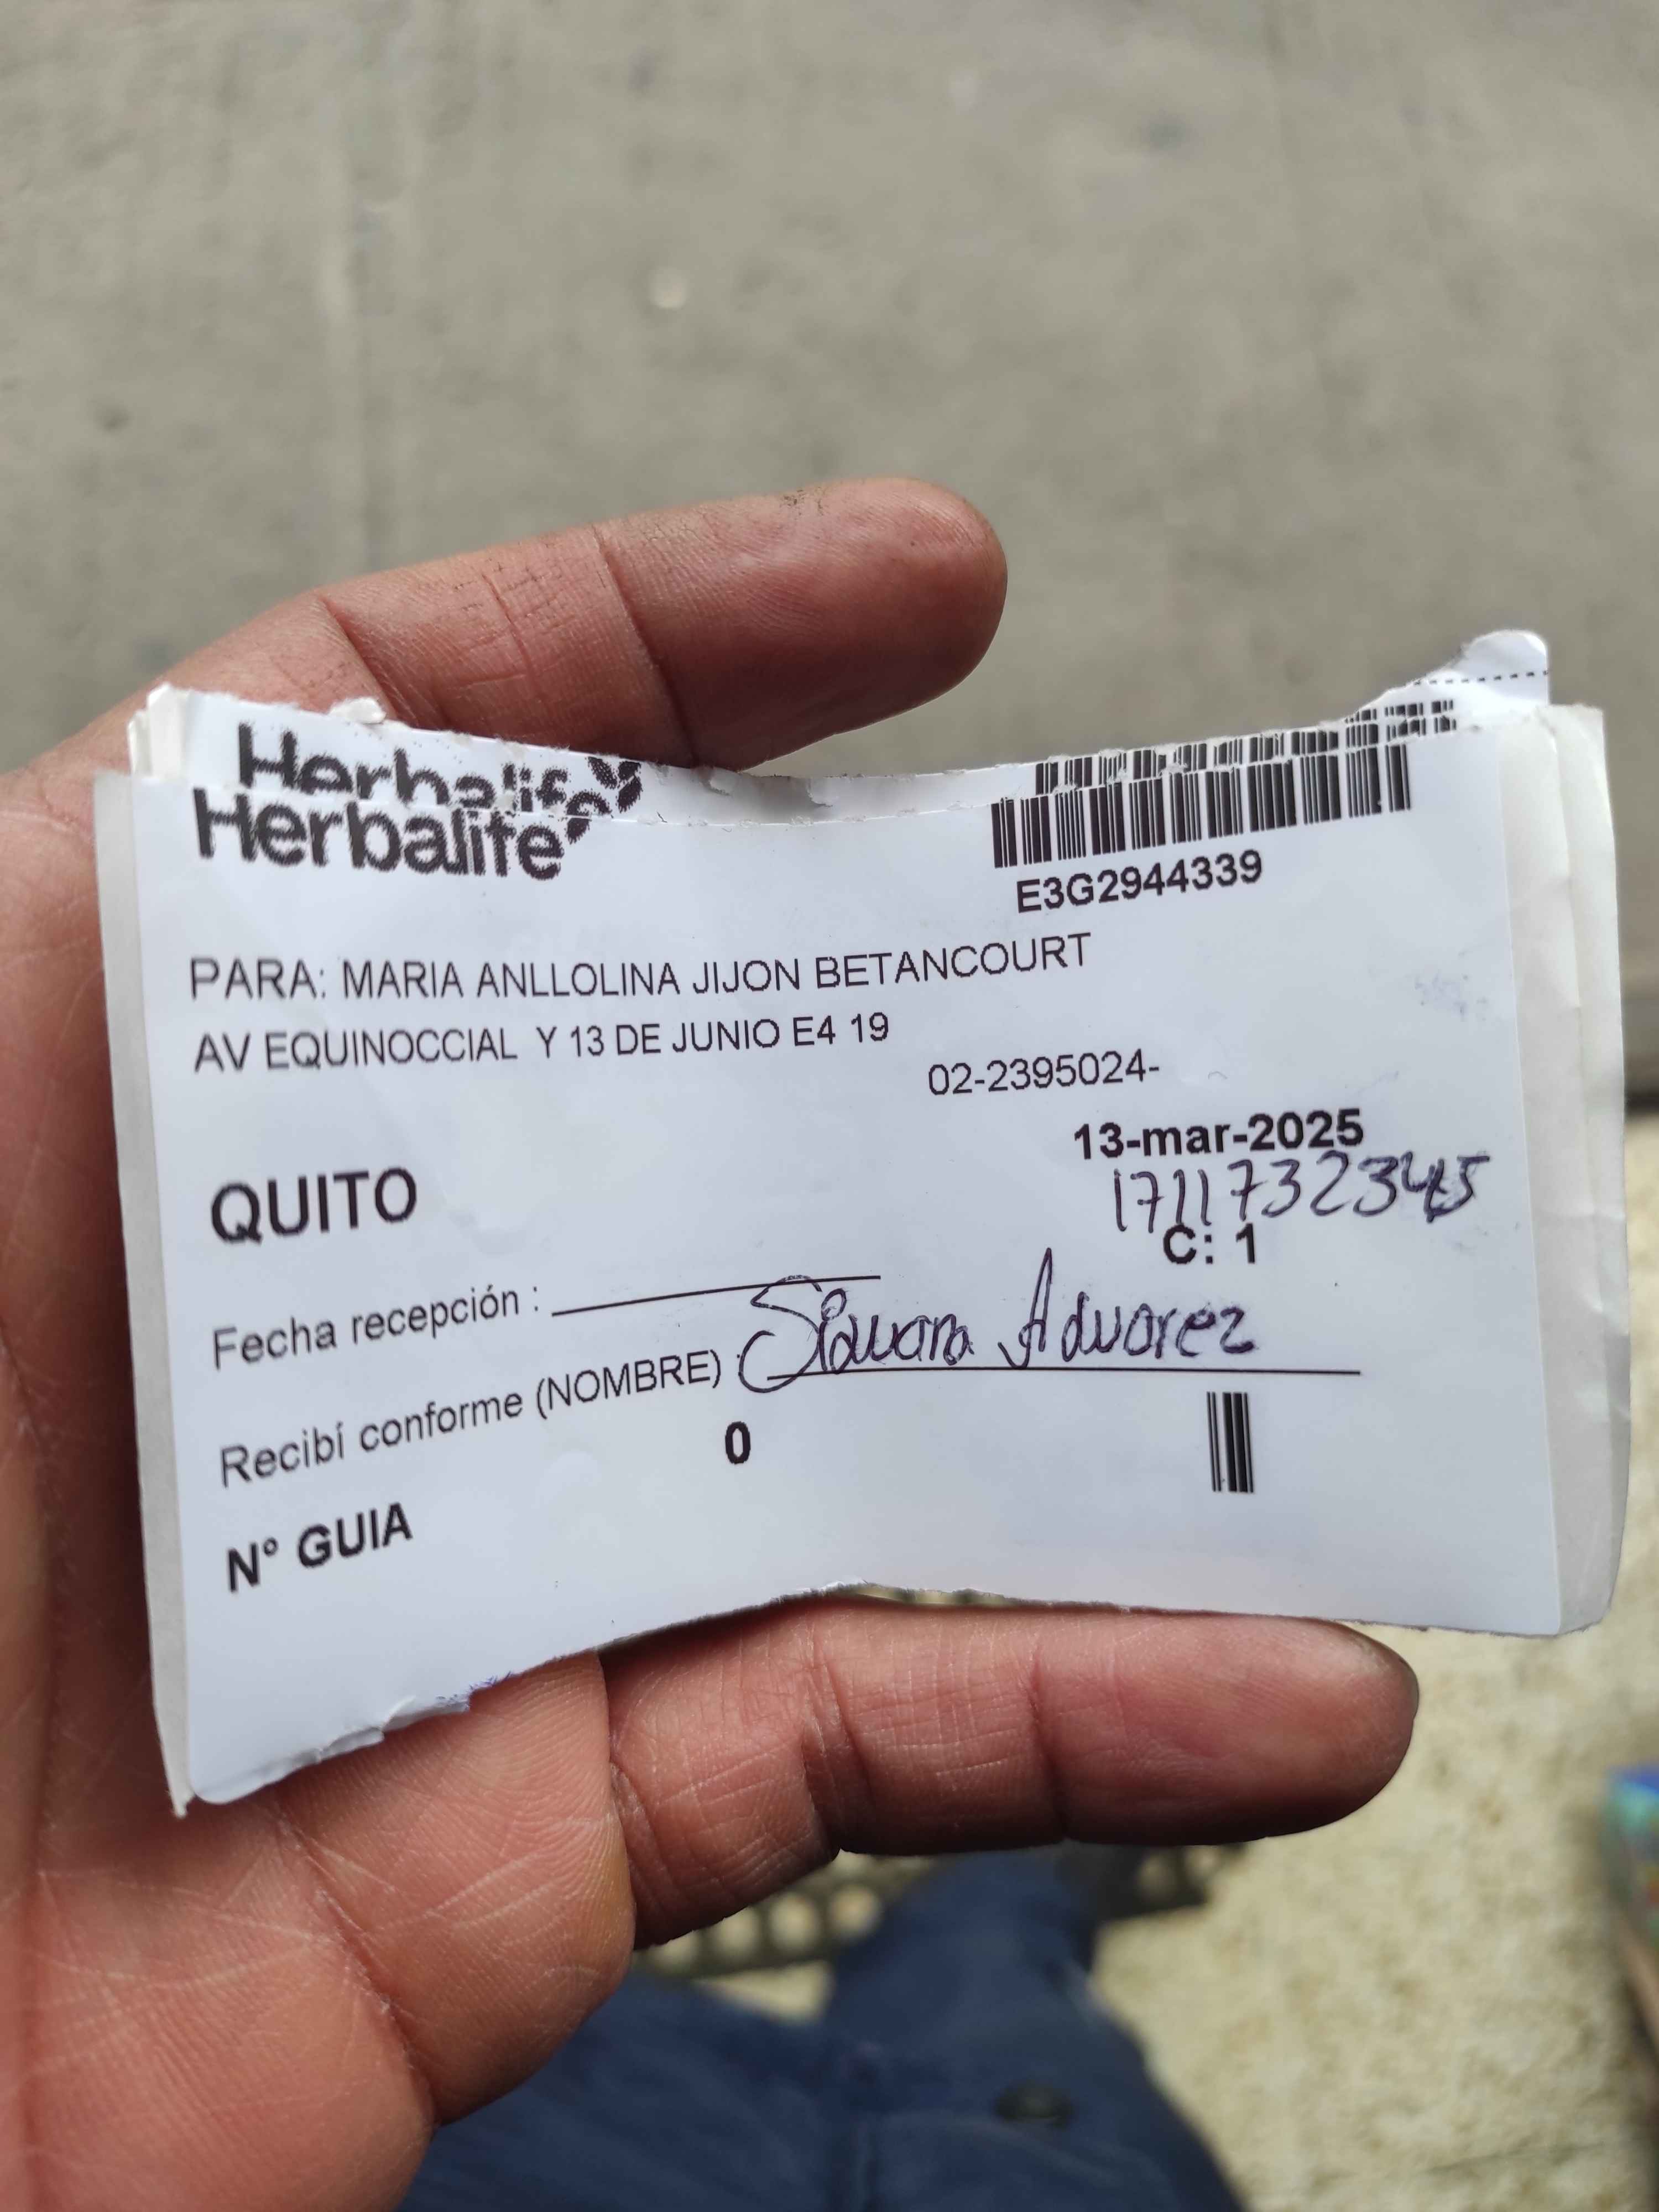 Herbalife
Herbalife
E3G2944339
PARA: MARIA ANLLOLINA JIJON BETANCOURT
AV EQUINOCCIAL Y 13 DE JUNIO E4 19
02-2395024-
13-mar-2025
QUITO
C: 1
Fecha recepción :
Recibí conforme (NOMBRE)
0
N° GUIA